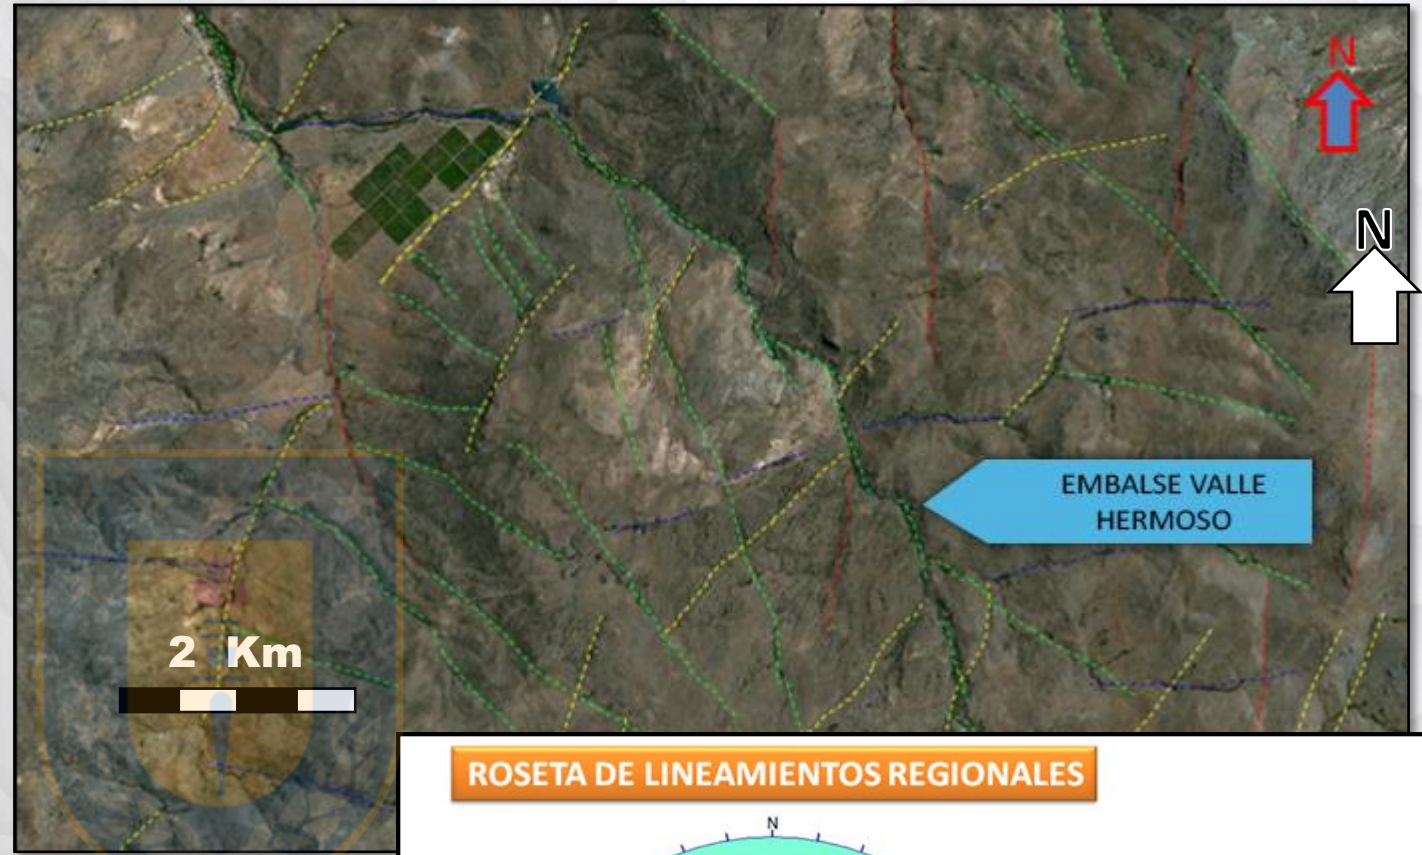 N
N
EMBALSE VALLE
HERMOSO
2 Km
ROSETA DE LINEAMIENTOS REGIONALES
N